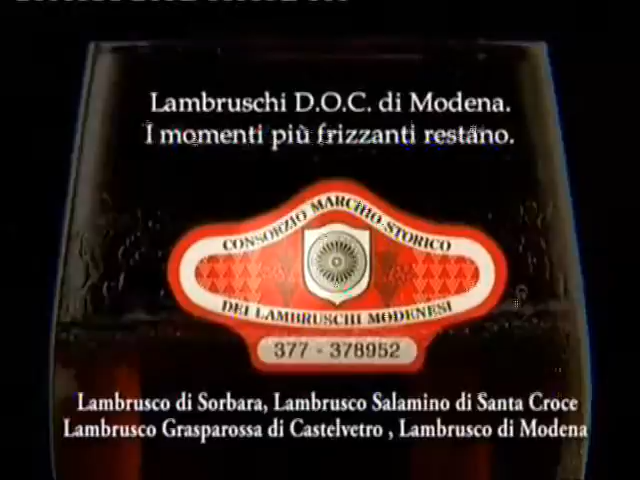 Lambruschi D.O.C. di Modena.
I momenti più frizzanti restano.
CONSORZIO MARCHIO STORICO
DEI LAMBRUSCHI MODENESI
377 - 378952
Lambrusco di Sorbara, Lambrusco Salamino di Santa Croce
Lambrusco Grasparossa di Castelvetro , Lambrusco di Modena